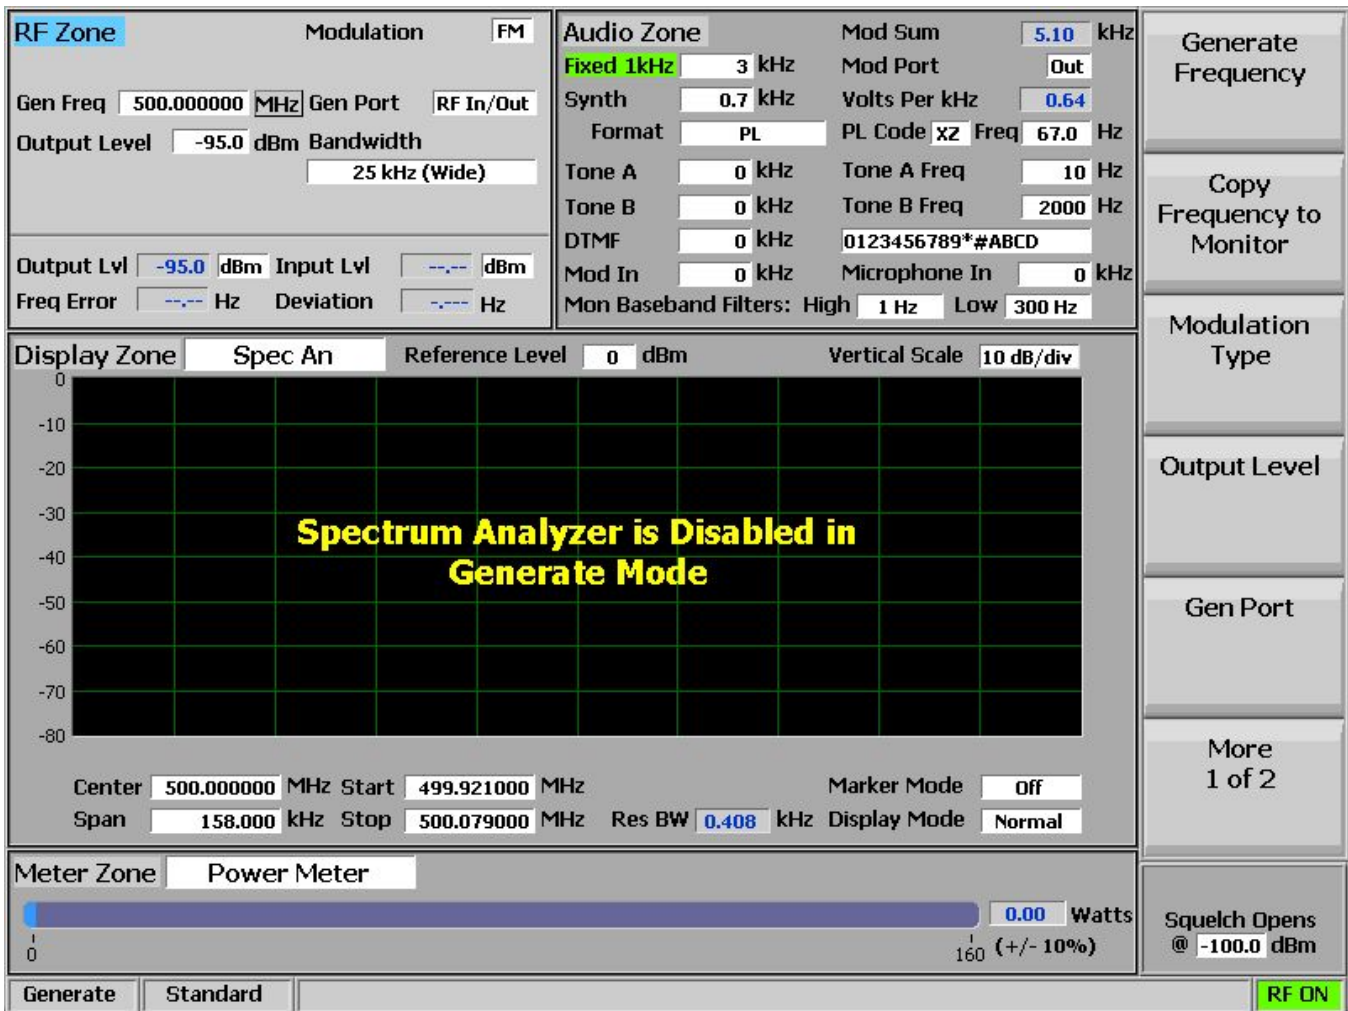 RF Zone Modulation FM
Gen Freq 500.000000 MHz Gen Port RF In/Out
Output Level -95.0 dBm Bandwidth
25 kHz (Wide)
Output Lvl -95.0 dBm Input Lvl --.-- dBm
Freq Error --.-- Hz Deviation -.--- Hz
Audio Zone Mod Sum 5.10 kHz
Fixed 1kHz 3 kHz Mod Port Out
Synth 0.7 kHz Volts Per kHz 0.64
Format PL PL Code XZ Freq 67.0 Hz
Tone A 0 kHz Tone A Freq 10 Hz
Tone B 0 kHz Tone B Freq 2000 Hz
DTMF 0 kHz 0123456789*#ABCD
Mod In 0 kHz Microphone In 0 kHz
Mon Baseband Filters: High 1 Hz Low 300 Hz
Display Zone Spec An Reference Level 0 dBm Vertical Scale 10 dB/div
0
-10
-20
-30
-40
-50
-60
-70
-80
Spectrum Analyzer is Disabled in
Generate Mode
Center 500.000000 MHz Start 499.921000 MHz Marker Mode Off
Span 158.000 kHz Stop 500.079000 MHz Res BW 0.408 kHz Display Mode Normal
Meter Zone Power Meter
0.00 Watts
0 160 (+/- 10%)
Generate
Frequency
Copy
Frequency to
Monitor
Modulation
Type
Output Level
Gen Port
More
1 of 2
Squelch Opens
@ -100.0 dBm
Generate Standard RF ON